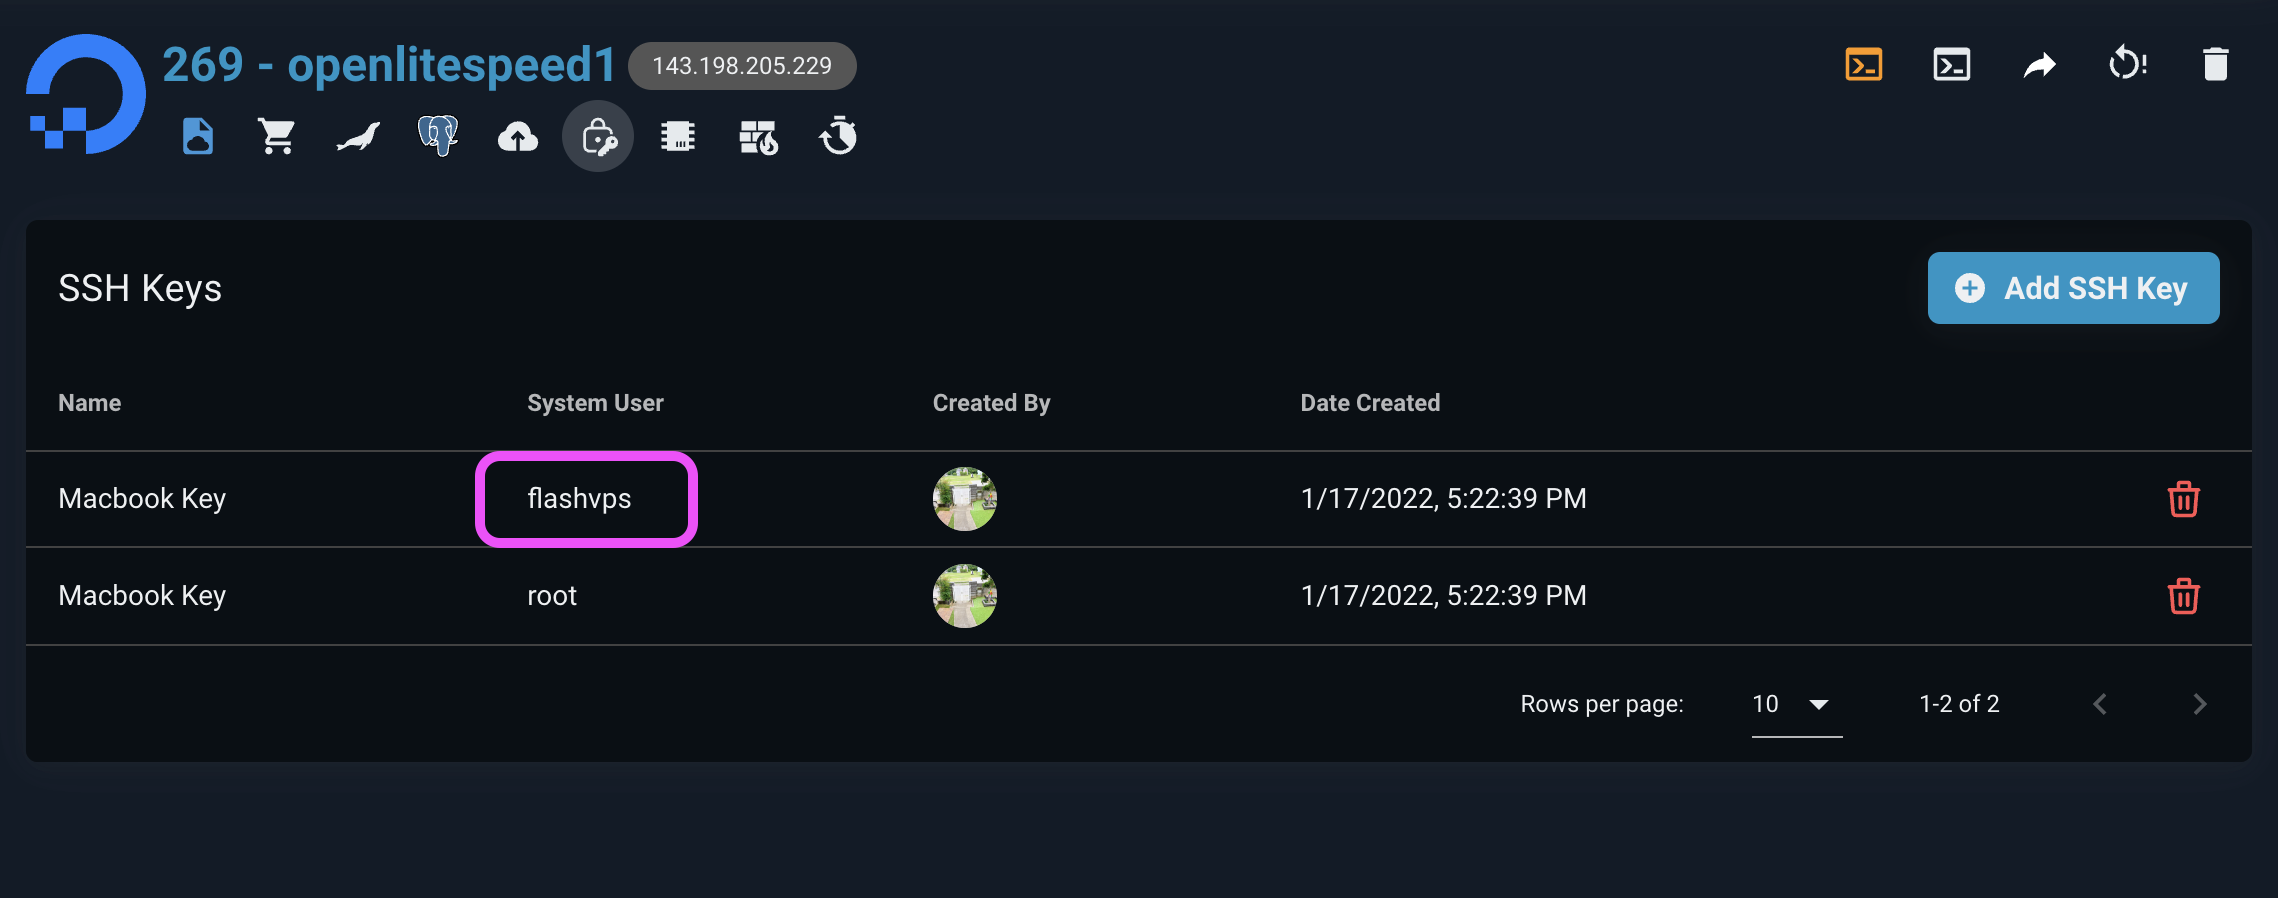 269 - openlitespeed1 143.198.205.229
SSH Keys
Add SSH Key
Name System User Created By Date Created
Macbook Key flashvps 1/17/2022, 5:22:39 PM
Macbook Key root 1/17/2022, 5:22:39 PM
Rows per page: 10 1-2 of 2